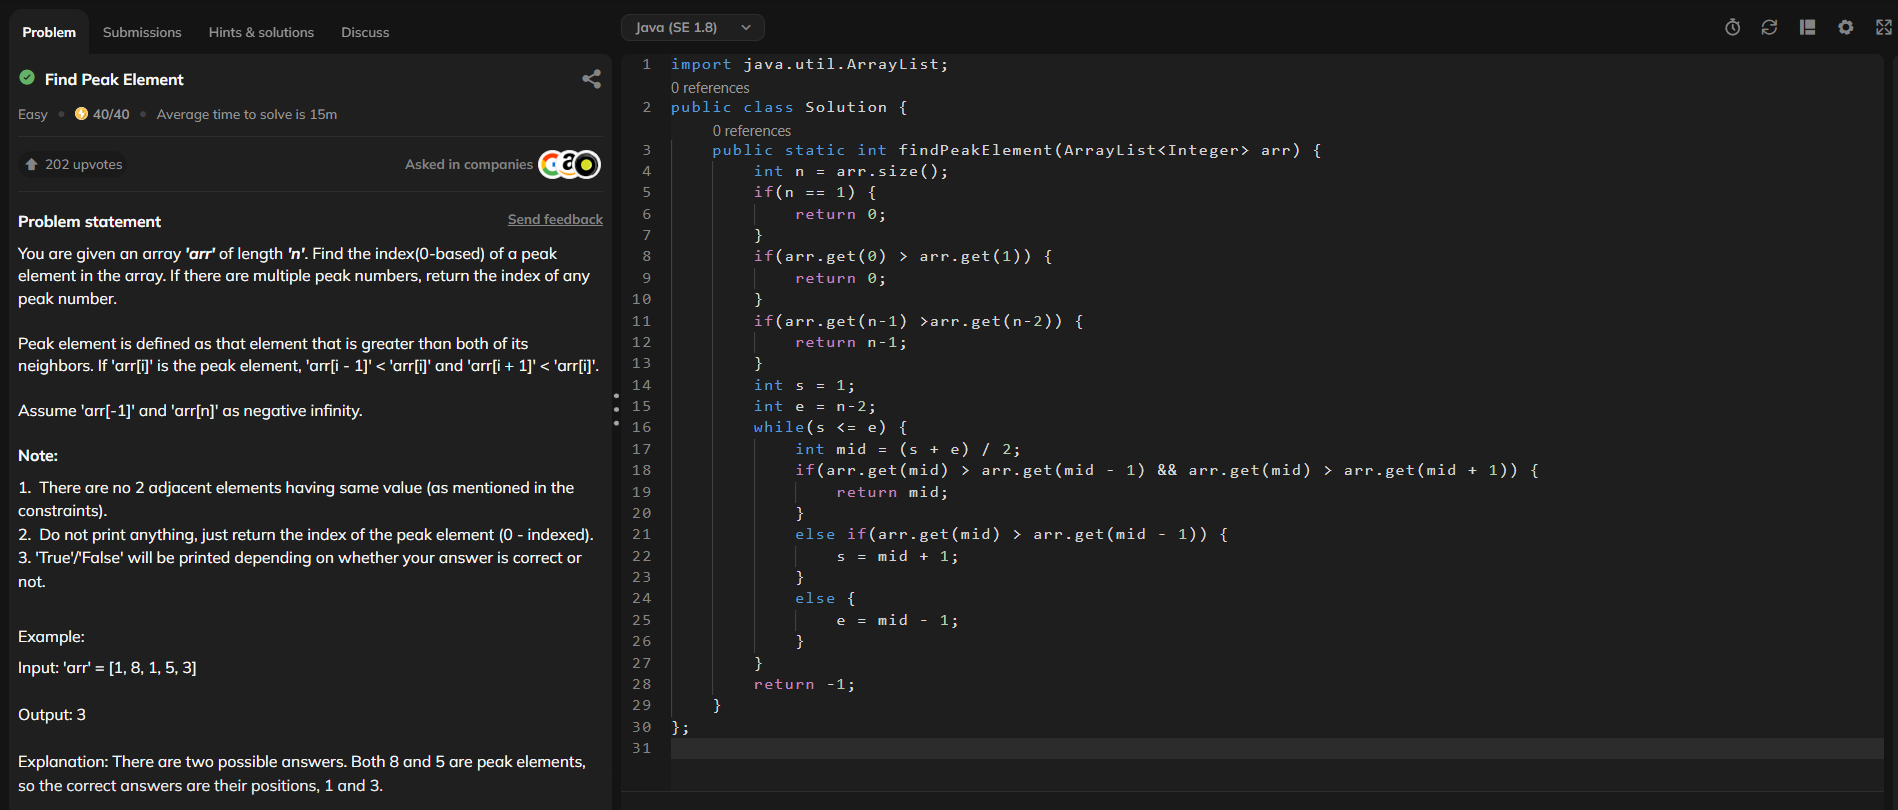 Problem
Submissions
Hints & solutions
Discuss
Find Peak Element
Easy • 40/40 • Average time to solve is 15m
202 upvotes
Asked in companies
Problem statement
Send feedback
You are given an array 'arr' of length 'n'. Find the index(0-based) of a peak
element in the array. If there are multiple peak numbers, return the index of any
peak number.
Peak element is defined as that element that is greater than both of its
neighbors. If 'arr[i]' is the peak element, 'arr[i - 1]' < 'arr[i]' and 'arr[i + 1]' < 'arr[i]'.
Assume 'arr[-1]' and 'arr[n]' as negative infinity.
Note:
1. There are no 2 adjacent elements having same value (as mentioned in the
constraints).
2. Do not print anything, just return the index of the peak element (0 - indexed).
3. 'True'/'False' will be printed depending on whether your answer is correct or
not.
Example:
Input: 'arr' = [1, 8, 1, 5, 3]
Output: 3
Explanation: There are two possible answers. Both 8 and 5 are peak elements,
so the correct answers are their positions, 1 and 3.
Java (SE 1.8)
1 import java.util.ArrayList;
0 references
2 public class Solution {
0 references
3 public static int findPeakElement(ArrayList<Integer> arr) {
4 int n = arr.size();
5 if(n == 1) {
6 return 0;
7 }
8 if(arr.get(0) > arr.get(1)) {
9 return 0;
10 }
11 if(arr.get(n-1) >arr.get(n-2)) {
12 return n-1;
13 }
14 int s = 1;
15 int e = n-2;
16 while(s <= e) {
17 int mid = (s + e) / 2;
18 if(arr.get(mid) > arr.get(mid - 1) && arr.get(mid) > arr.get(mid + 1)) {
19 return mid;
20 }
21 else if(arr.get(mid) > arr.get(mid - 1)) {
22 s = mid + 1;
23 }
24 else {
25 e = mid - 1;
26 }
27 }
28 return -1;
29 }
30 };
31